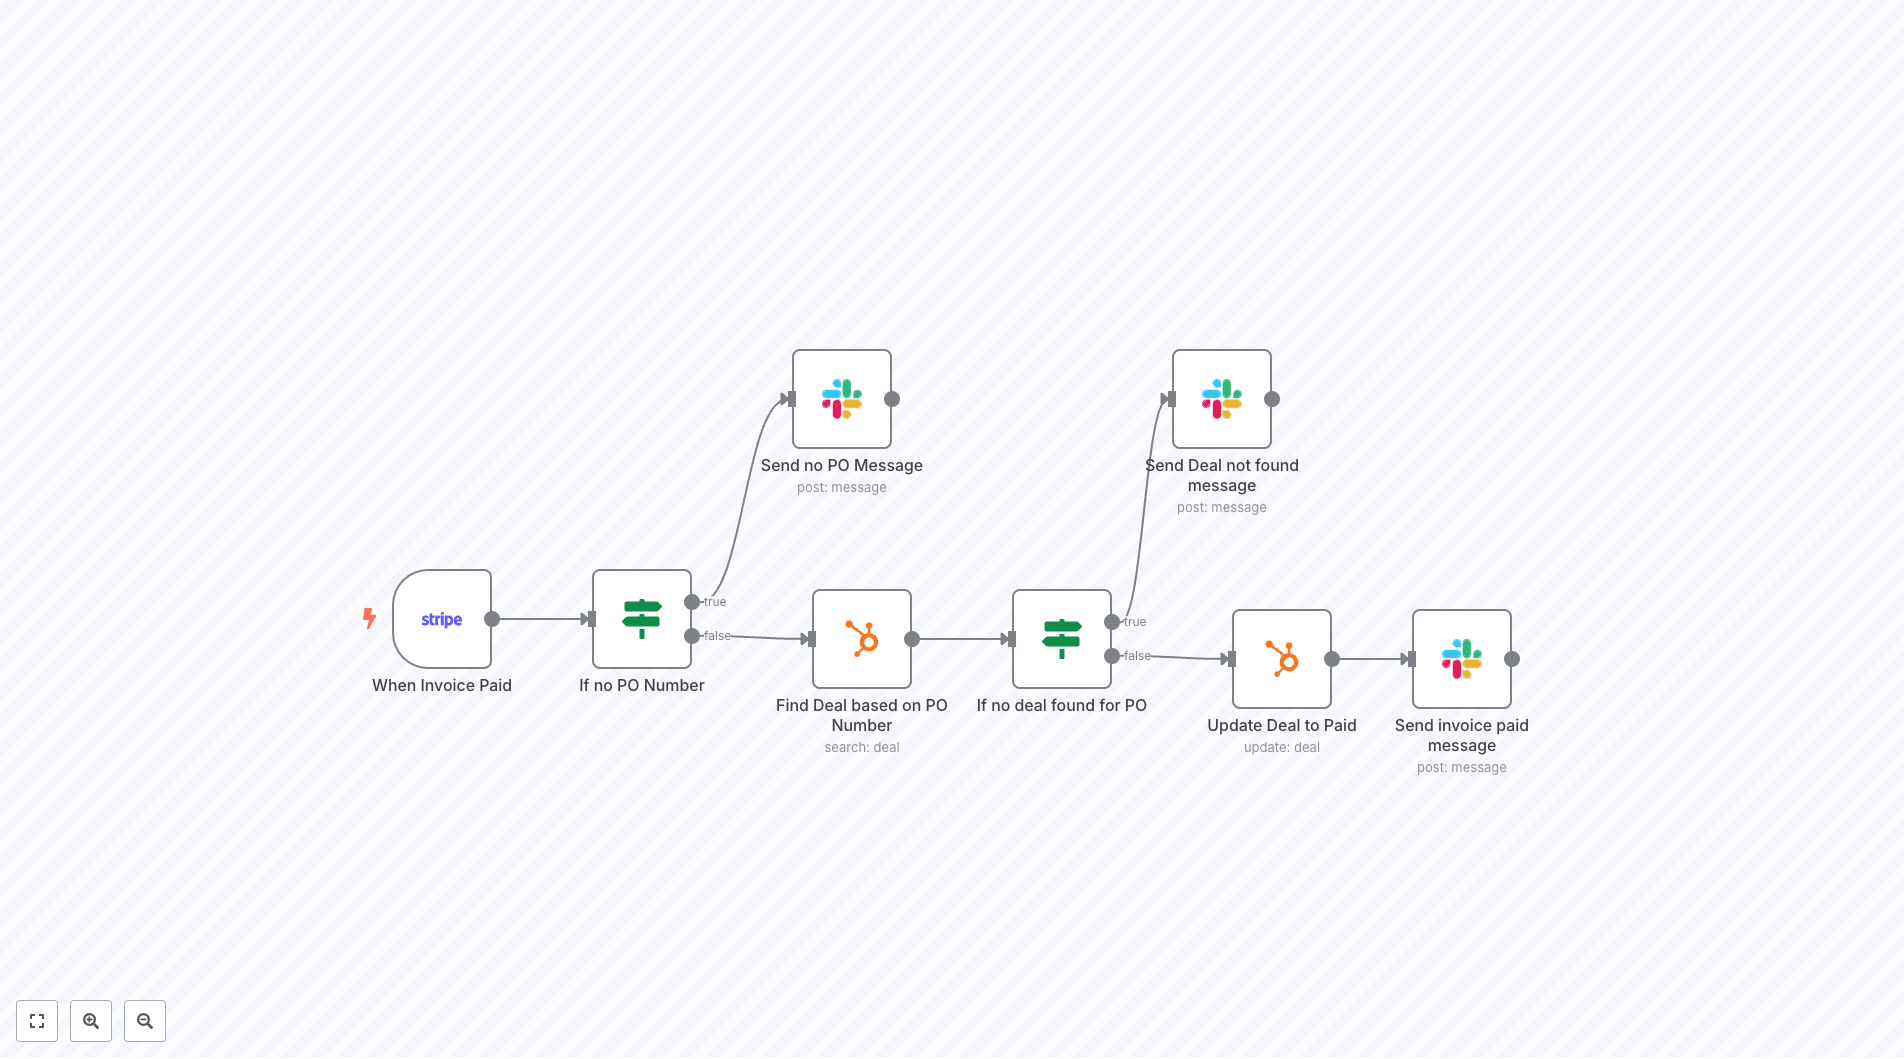 Send no PO Message
post: message
Send Deal not found
message
post: message
stripe
When Invoice Paid
true
false
If no PO Number
Find Deal based on PO
Number
search: deal
true
false
If no deal found for PO
Update Deal to Paid
update: deal
Send invoice paid
message
post: message